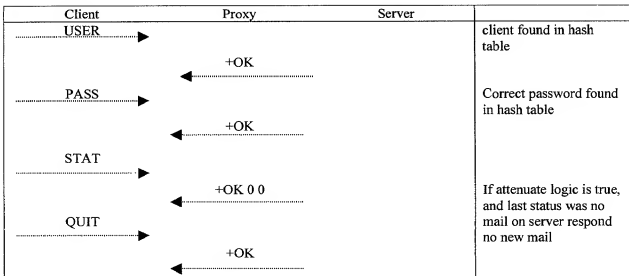 Client Proxy Server
USER
client found in hash
table
+OK
PASS
Correct password found
in hash table
+OK
STAT
+OK 0 0
If attenuate logic is true,
and last status was no
mail on server respond
no new mail
QUIT
+OK